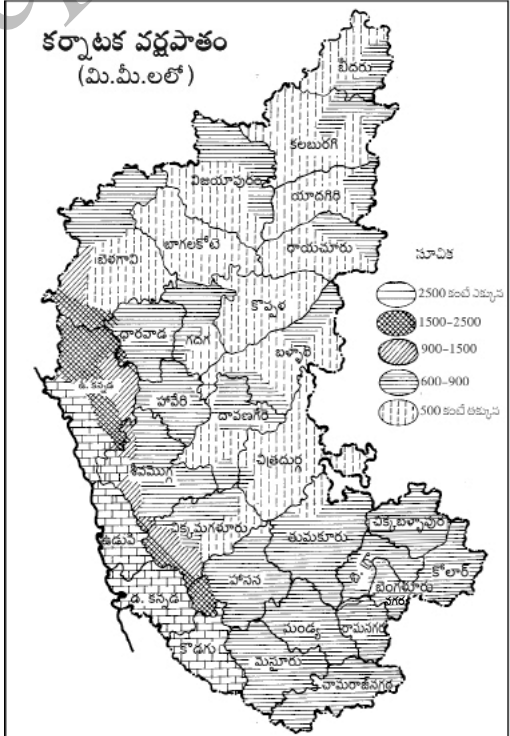 కర్నాటక వర్షపాతం
(మి.మీ.లలో)
బీదరు
కలబురగి
విజయాపురం
యాదగిరి
బాగలకోటె
రాయచూరు
బెళగావి
సూచిక
కొప్పళ
2500 కంటే ఎక్కువ
1500-2500
ధారవాడ
గదగ
900-1500
బళ్ళారి
600-900
ఉ. కన్నడ
హావేరి
దావణగెరె
500 కంటే తక్కువ
చిత్రదుర్గ
శివమొగ్గ
చిక్కమగళూరు
తుమకూరు
చిక్కబళ్ళాపుర
ఉడుపి
హాసన
కోలార్
బెంగళూరు
నగర
ద. కన్నడ
మండ్య
రామనగర
కొడగు
మైసూరు
చామరాజనగర